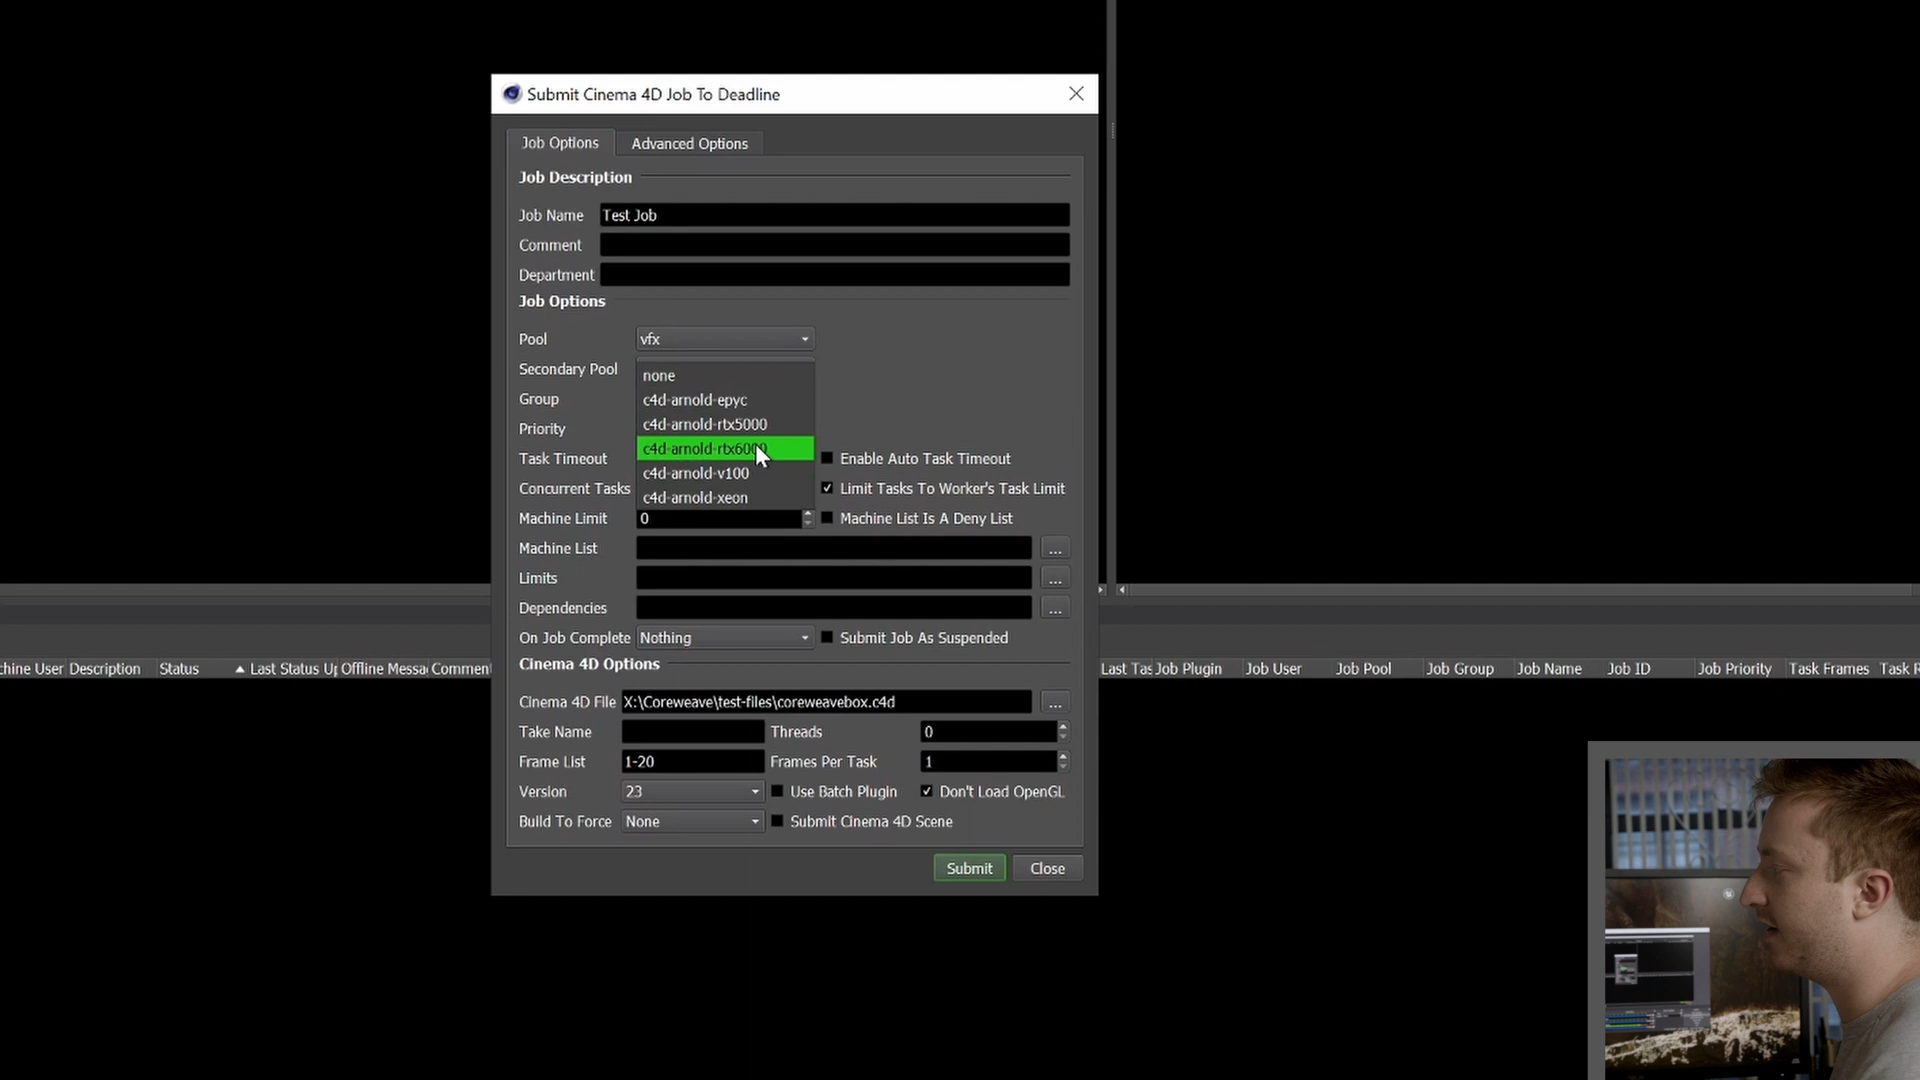 Submit Cinema 4D Job To Deadline
Job Options
Advanced Options
Job Description
Job Name
Test Job
Comment
Department
Job Options
Pool
vfx
Secondary Pool
none
Group
c4d-arnold-epyc
c4d-arnold-rtx5000
Priority
c4d-arnold-rtx6000
Task Timeout
Enable Auto Task Timeout
c4d-arnold-v100
Concurrent Tasks
Limit Tasks To Worker's Task Limit
c4d-arnold-xeon
Machine Limit
0
Machine List Is A Deny List
Machine List
...
Limits
...
Dependencies
...
On Job Complete
Nothing
Submit Job As Suspended
Cinema 4D Options
chine User Description Status Last Status Up Offline Messag Comment
Last Tas Job Plugin Job User Job Pool Job Group Job Name Job ID Job Priority Task Frames Task R
Cinema 4D File
X:\Coreweave\test-files\coreweavebox.c4d
...
Take Name
Threads
0
Frame List
1-20
Frames Per Task
1
Version
23
Use Batch Plugin
Don't Load OpenGL
Build To Force
None
Submit Cinema 4D Scene
Submit
Close